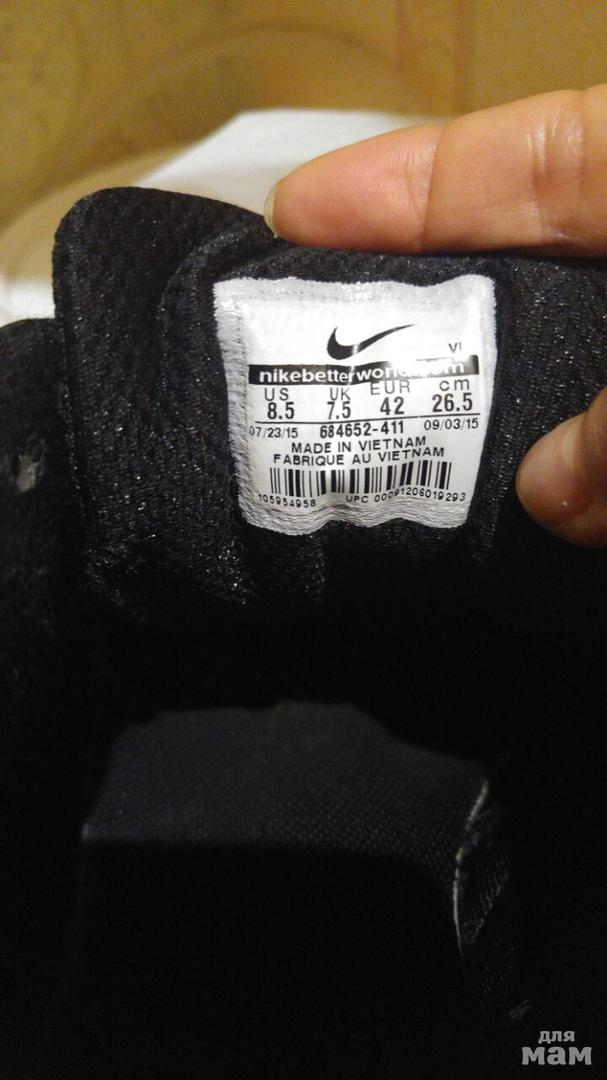 VI
nikebetterworld.com
US UK EUR cm
8.5 7.5 42 26.5
07/23/15 684652-411 09/03/15
MADE IN VIETNAM
FABRIQUE AU VIETNAM
105954958 UPC 00091206019293
для
мам